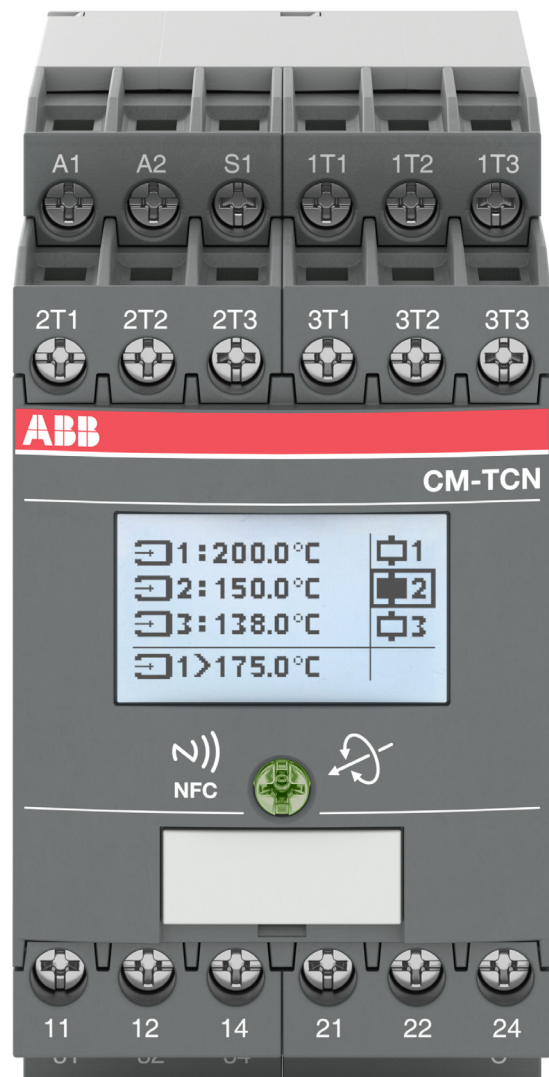 A1 A2 S1 1T1 1T2 1T3
2T1 2T2 2T3 3T1 3T2 3T3
ABB
CM-TCN
1:200.0°C 1
2:150.0°C 2
3:138.0°C 3
1>175.0°C
NFC
11 12 14 21 22 24